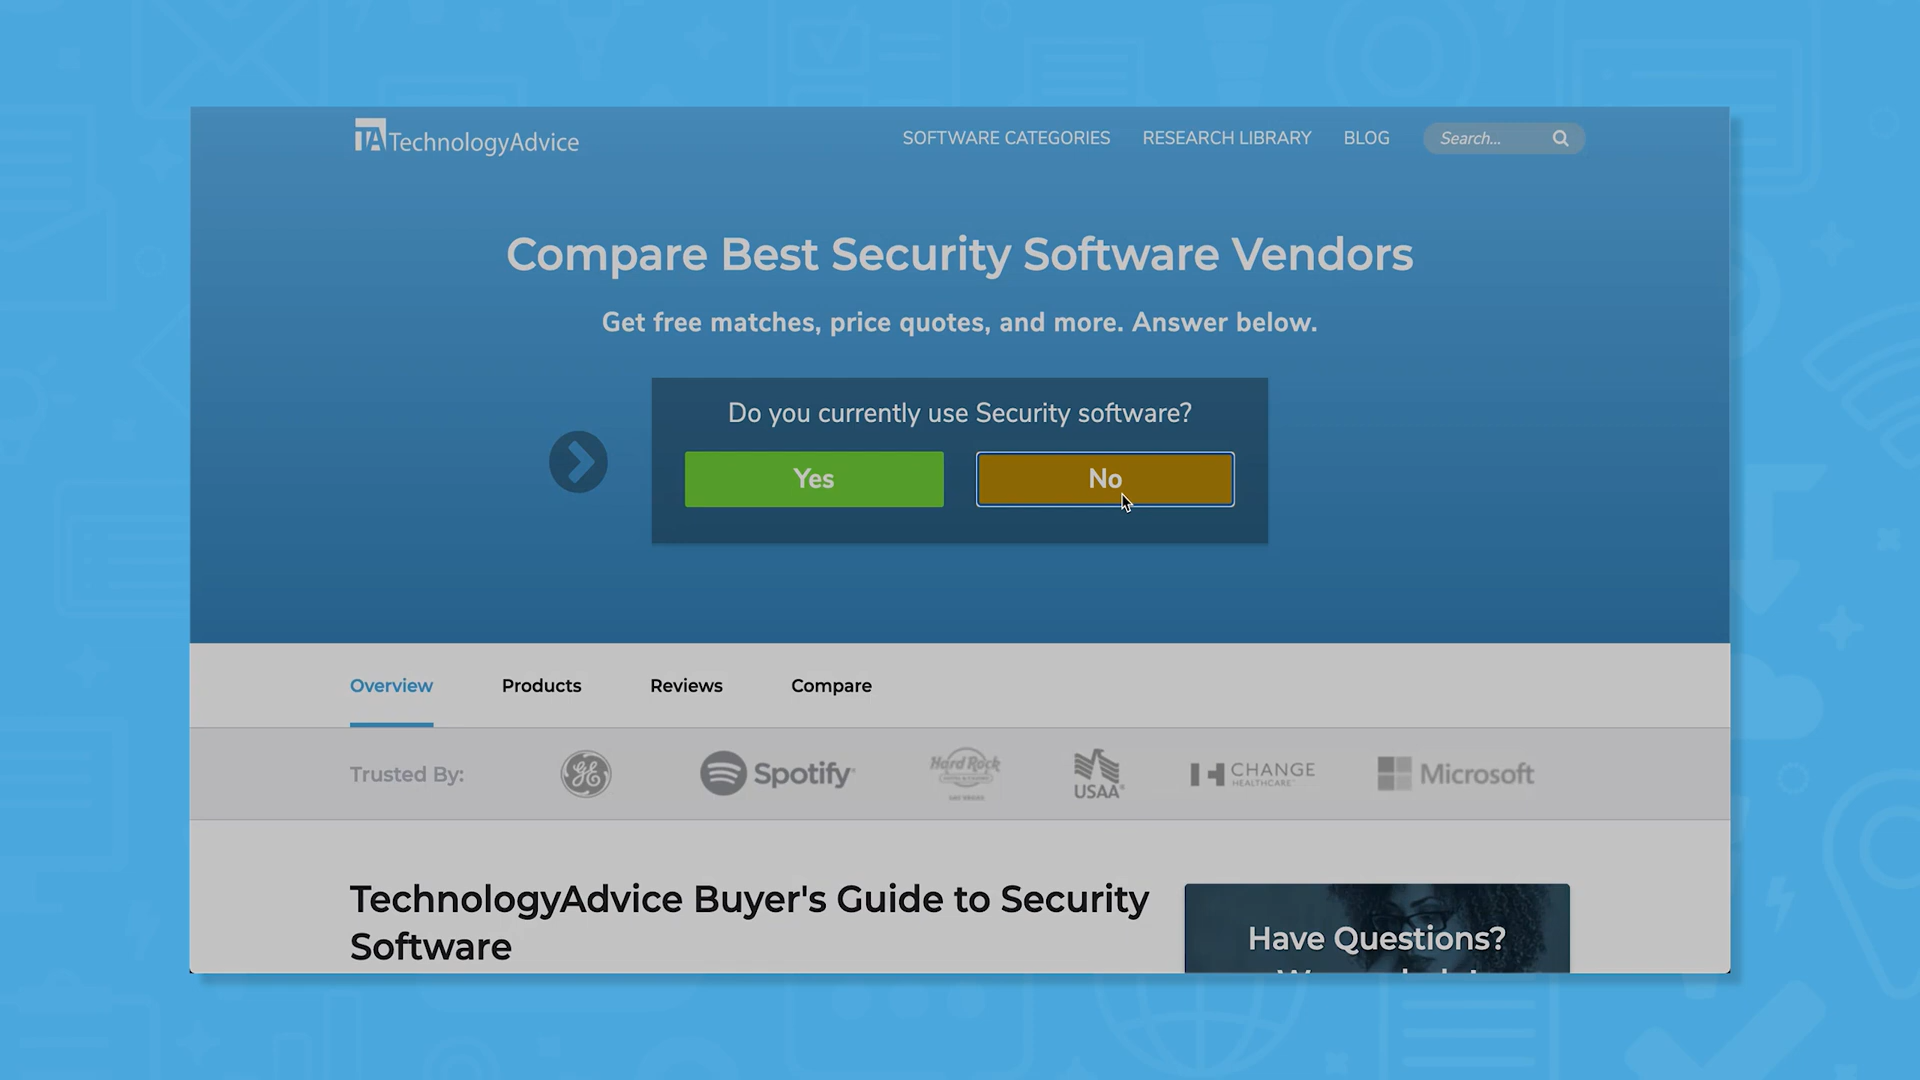 TA TechnologyAdvice
SOFTWARE CATEGORIES
RESEARCH LIBRARY
BLOG
Search...
Compare Best Security Software Vendors
Get free matches, price quotes, and more. Answer below.
Do you currently use Security software?
Yes
No
Overview
Products
Reviews
Compare
Trusted By:
GE
Spotify®
Hard Rock
USAA®
CHANGE
HEALTHCARE
Microsoft
TechnologyAdvice Buyer's Guide to Security
Software
Have Questions?